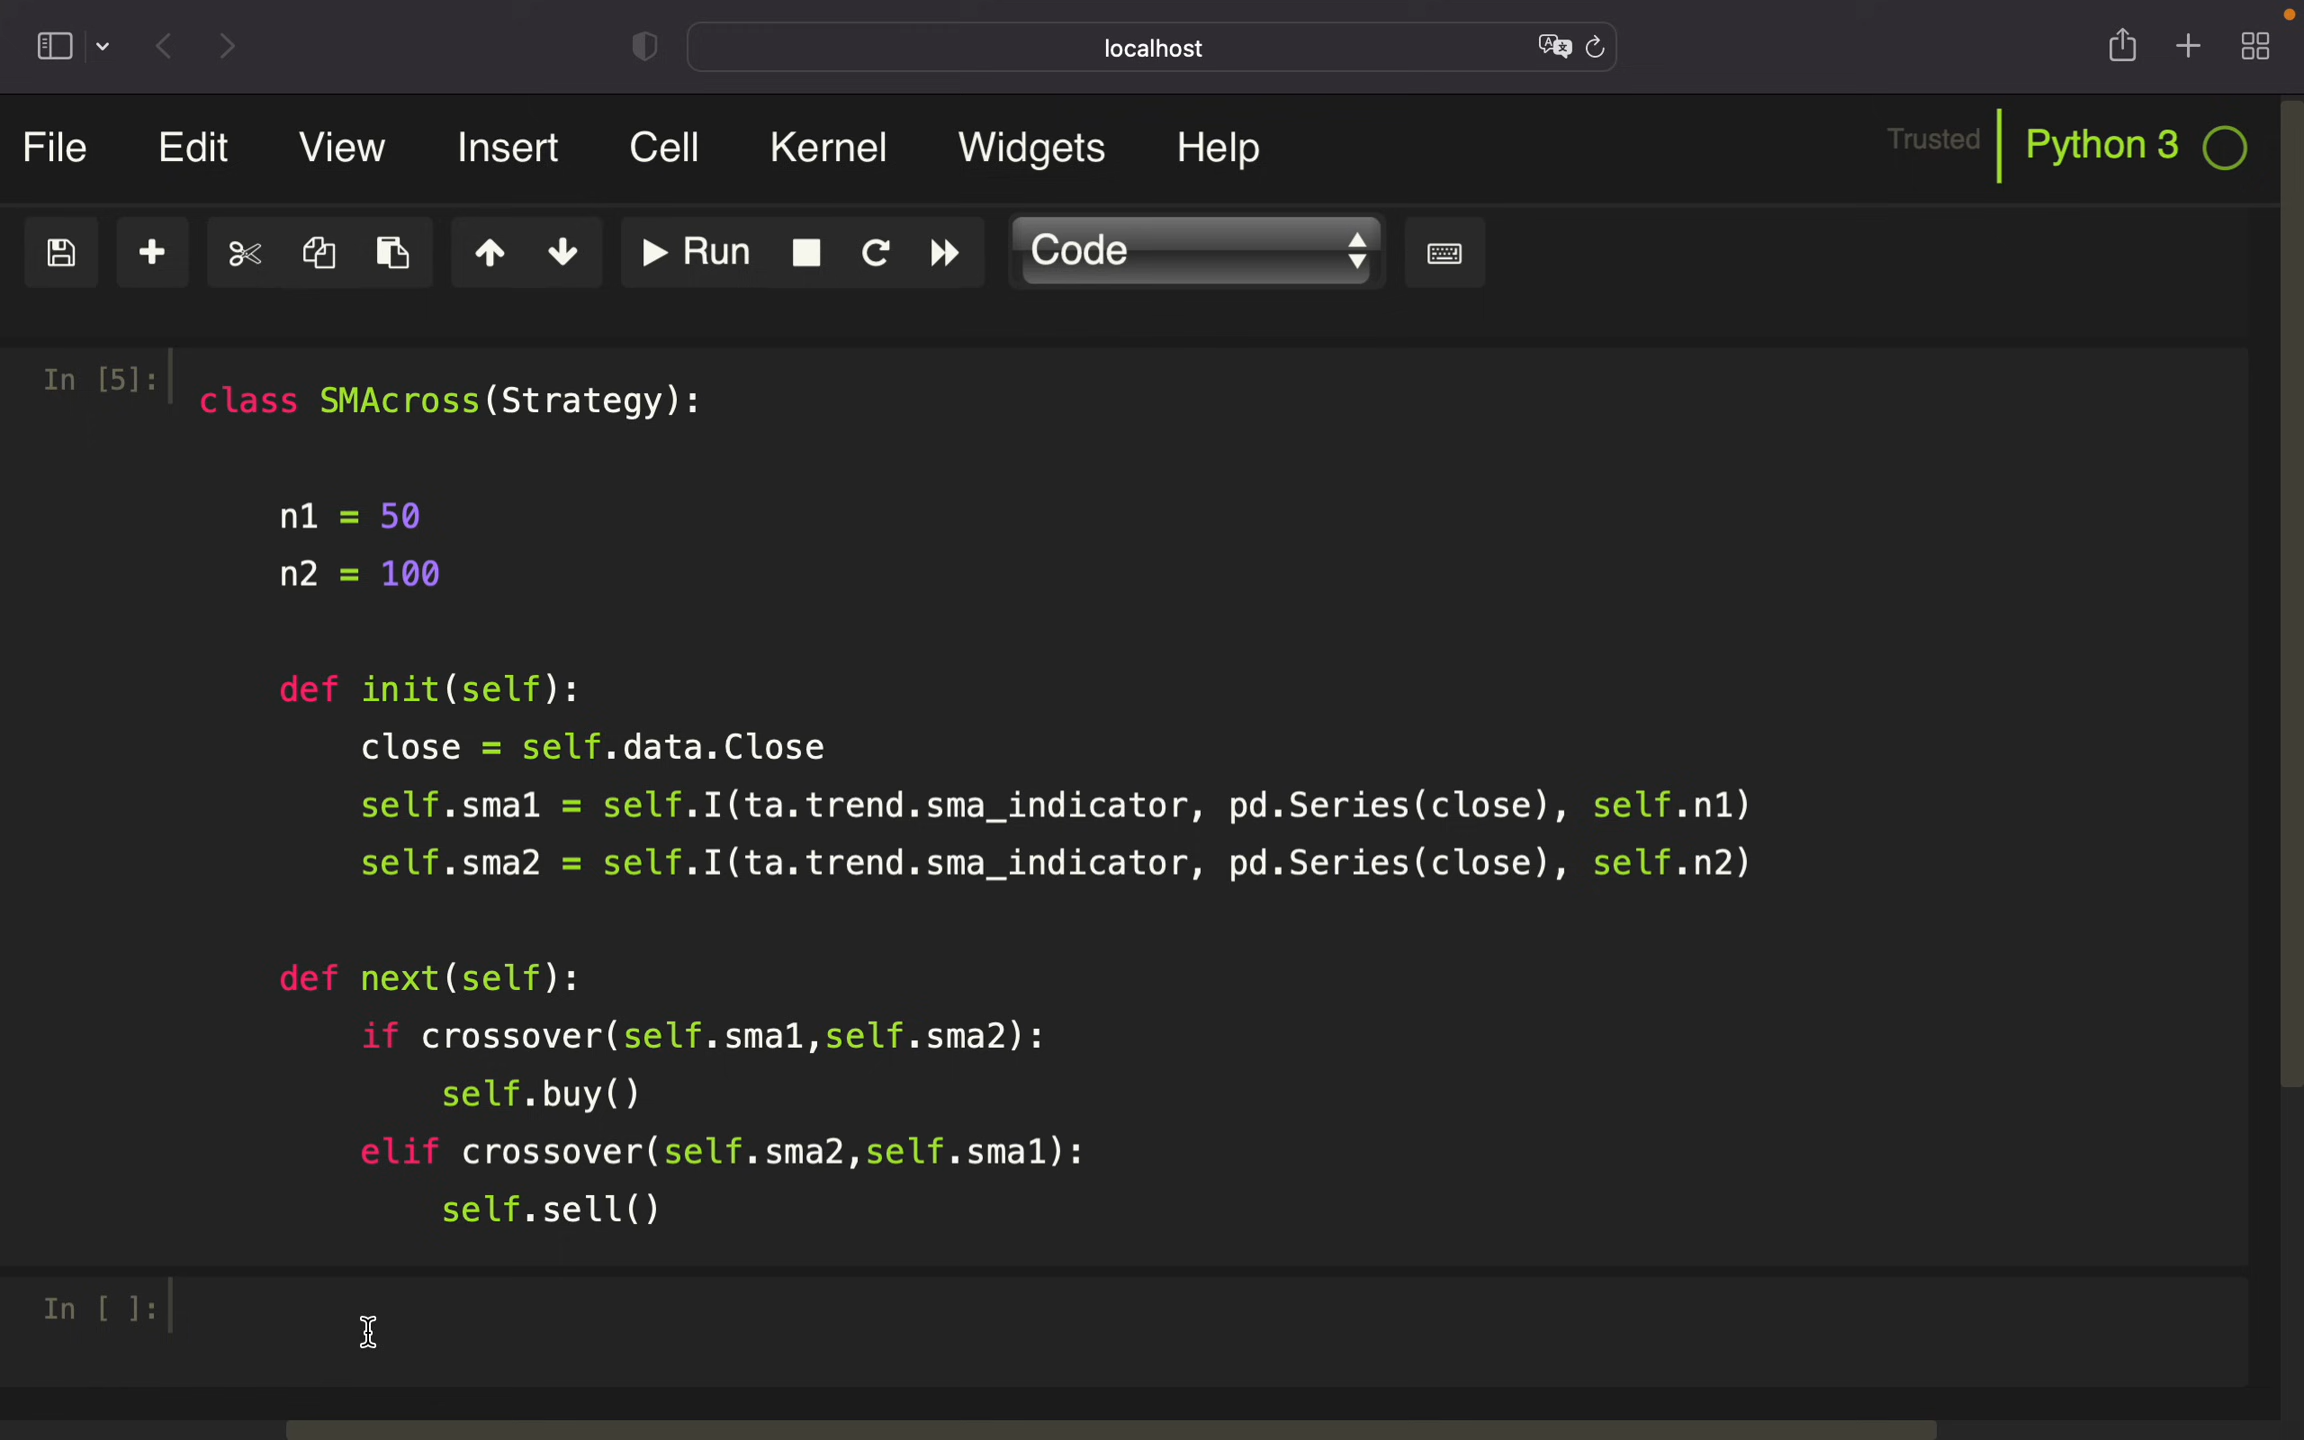 localhost
File Edit View Insert Cell Kernel Widgets Help Trusted Python 3
Run Code
In [5]:
class SMAcross(Strategy):
n1 = 50
n2 = 100
def init(self):
close = self.data.Close
self.sma1 = self.I(ta.trend.sma_indicator, pd.Series(close), self.n1)
self.sma2 = self.I(ta.trend.sma_indicator, pd.Series(close), self.n2)
def next(self):
if crossover(self.sma1,self.sma2):
self.buy()
elif crossover(self.sma2,self.sma1):
self.sell()
In [ ]: